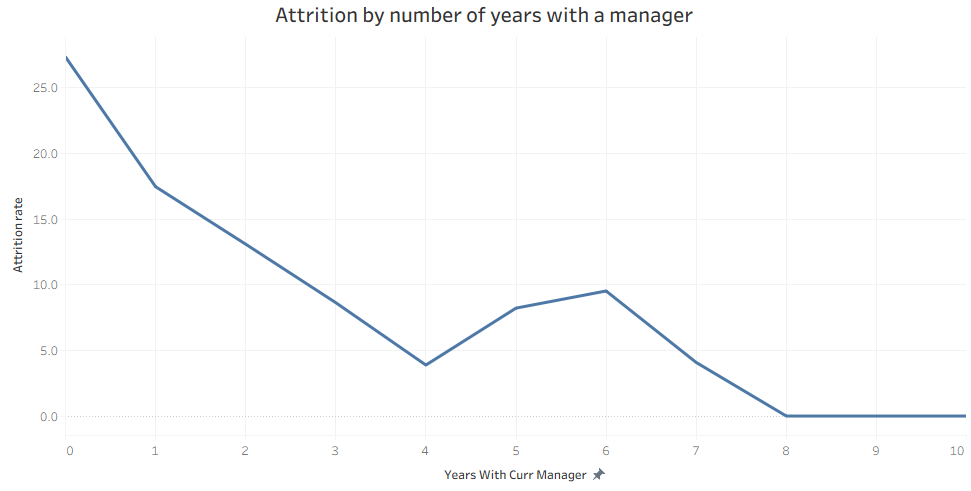 Attrition by number of years with a manager
25.0
20.0
15.0
10.0
5.0
0.0
Attrition rate
0 1 2 3 4 5 6 7 8 9 10
Years With Curr Manager